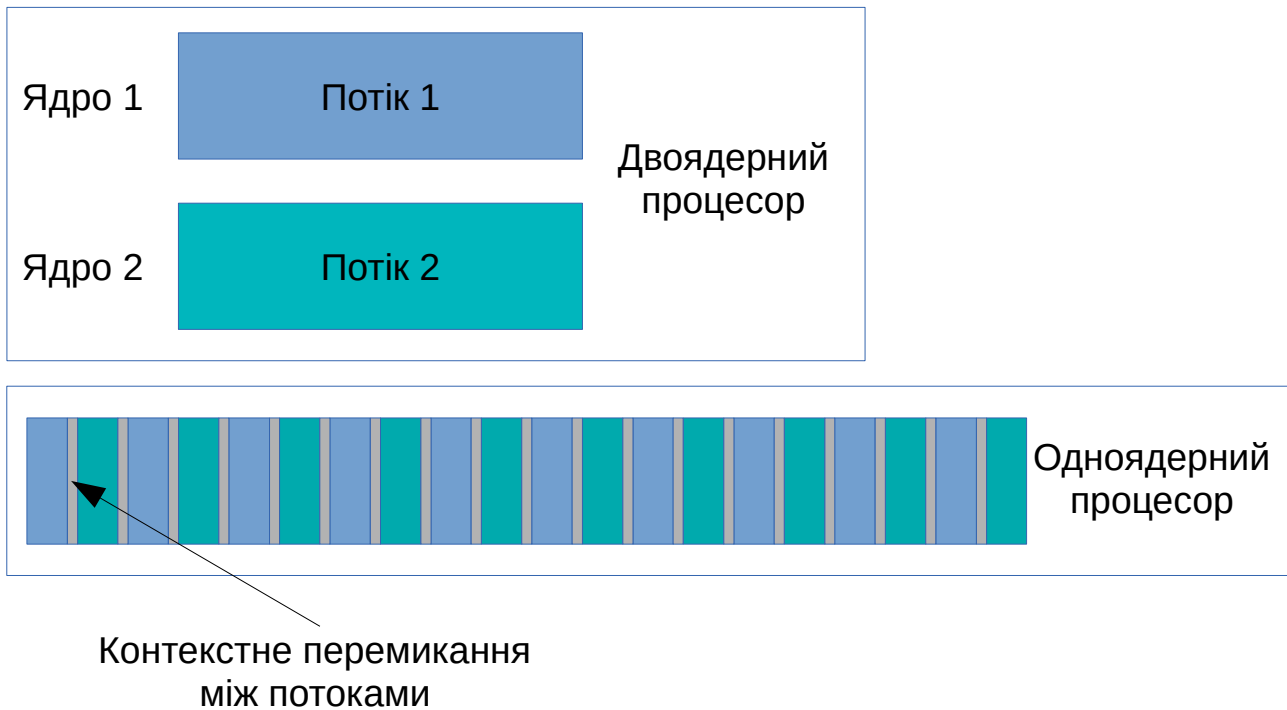 Ядро 1
Потік 1
Двоядерний
процесор
Ядро 2
Потік 2
Одноядерний
процесор
Контекстне перемикання
між потоками